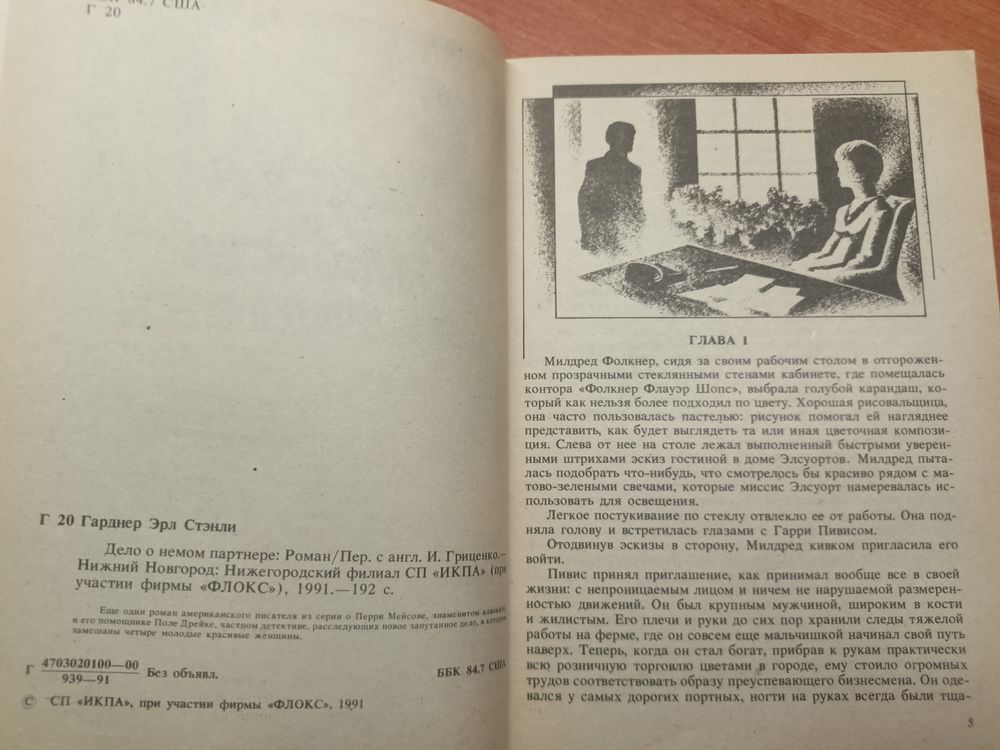 ББК 84.7 США
Г 20
Г 20 Гарднер Эрл Стэнли
Дело о немом партнере: Роман/Пер. с англ. И. Гриценко.—
Нижний Новгород: Нижегородский филиал СП «ИКПА» (при
участии фирмы «ФЛОКС»), 1991.—192 с.
Еще один роман американского писателя из серии о Перри Мейсоне, знаменитом адвокате,
и его помощнике Поле Дрейке, частном детективе, расследующих новое запутанное дело, в котором
замешаны четыре молодые красивые женщины.
Г 4703020100—00
939—91
Без объявл.
ББК 84.7 США
© СП «ИКПА», при участии фирмы «ФЛОКС», 1991
ГЛАВА 1
Милдред Фолкнер, сидя за своим рабочим столом в отгорожен-
ном прозрачными стеклянными стенами кабинете, где помещалась
контора «Фолкнер Флауэр Шопс», выбрала голубой карандаш, ко-
торый как нельзя более подходил по цвету. Хорошая рисовальщица,
она часто пользовалась пастелью: рисунок помогал ей нагляднее
представить, как будет выглядеть та или иная цветочная компози-
ция. Слева от нее на столе лежал выполненный быстрыми уверен-
ными штрихами эскиз гостиной в доме Элсуортов. Милдред пыта-
лась подобрать что-нибудь, что смотрелось бы красиво рядом с ма-
тово-зелеными свечами, которые миссис Элсуорт намеревалась ис-
пользовать для освещения.
Легкое постукивание по стеклу отвлекло ее от работы. Она под-
няла голову и встретилась глазами с Гарри Пивисом.
Отодвинув эскизы в сторону, Милдред кивком пригласила его
войти.
Пивис принял приглашение, как принимал вообще все в своей
жизни: с непроницаемым лицом и ничем не нарушаемой размерен-
ностью движений. Он был крупным мужчиной, широким в кости
и жилистым. Его плечи и руки до сих пор хранили следы тяжелой
работы на ферме, где он совсем еще мальчишкой начинал свой путь
наверх. Теперь, когда он стал богат, прибрав к рукам практически
всю розничную торговлю цветами в городе, ему стоило огромных
трудов соответствовать образу преуспевающего бизнесмена. Он оде-
вался у самых дорогих портных, ногти на руках всегда были тща-
5